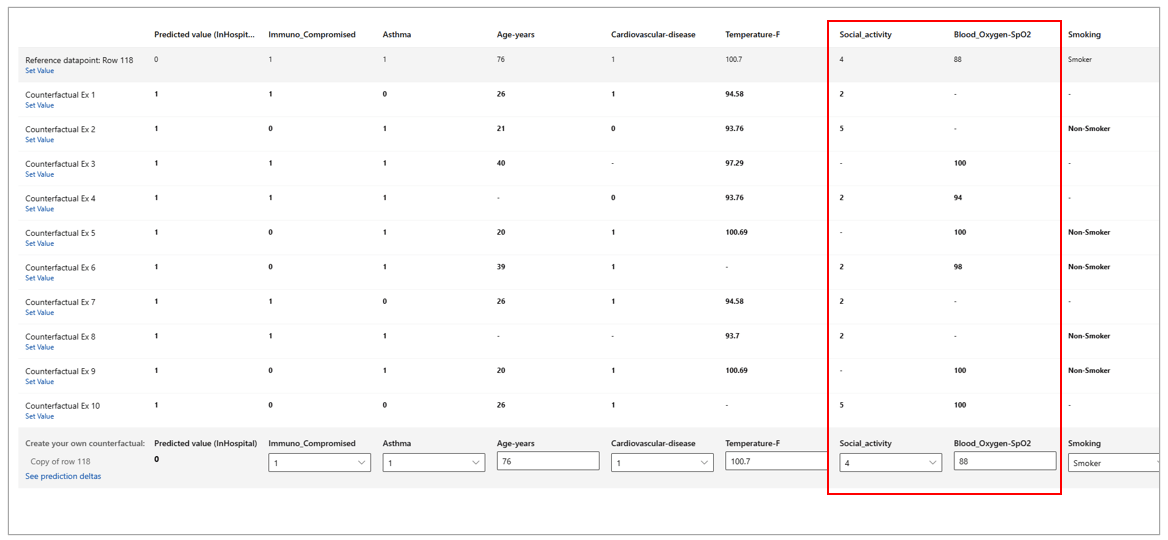 Predicted value (InHospit... Immuno_Compromised Asthma Age-years Cardiovascular-disease Temperature-F Social_activity Blood_Oxygen-SpO2 Smoking
Reference datapoint: Row 118 0 1 1 76 1 100.7 4 88 Smoker
Set Value
Counterfactual Ex 1 1 1 0 26 1 94.58 2 - -
Set Value
Counterfactual Ex 2 1 0 1 21 0 93.76 5 - Non-Smoker
Set Value
Counterfactual Ex 3 1 1 1 40 - 97.29 - 100 -
Set Value
Counterfactual Ex 4 1 1 1 - 0 93.76 2 94 -
Set Value
Counterfactual Ex 5 1 0 1 20 1 100.69 - 100 Non-Smoker
Set Value
Counterfactual Ex 6 1 0 1 39 1 - 2 98 Non-Smoker
Set Value
Counterfactual Ex 7 1 1 0 26 1 94.58 2 - -
Set Value
Counterfactual Ex 8 1 1 1 - - 93.7 2 - Non-Smoker
Set Value
Counterfactual Ex 9 1 0 1 20 1 100.69 - 100 Non-Smoker
Set Value
Counterfactual Ex 10 1 0 0 26 1 - 5 100 -
Set Value
Create your own counterfactual: Predicted value (InHospital) Immuno_Compromised Asthma Age-years Cardiovascular-disease Temperature-F Social_activity Blood_Oxygen-SpO2 Smoking
Copy of row 118 0 1 1 76 1 100.7 4 88 Smoker
See prediction deltas